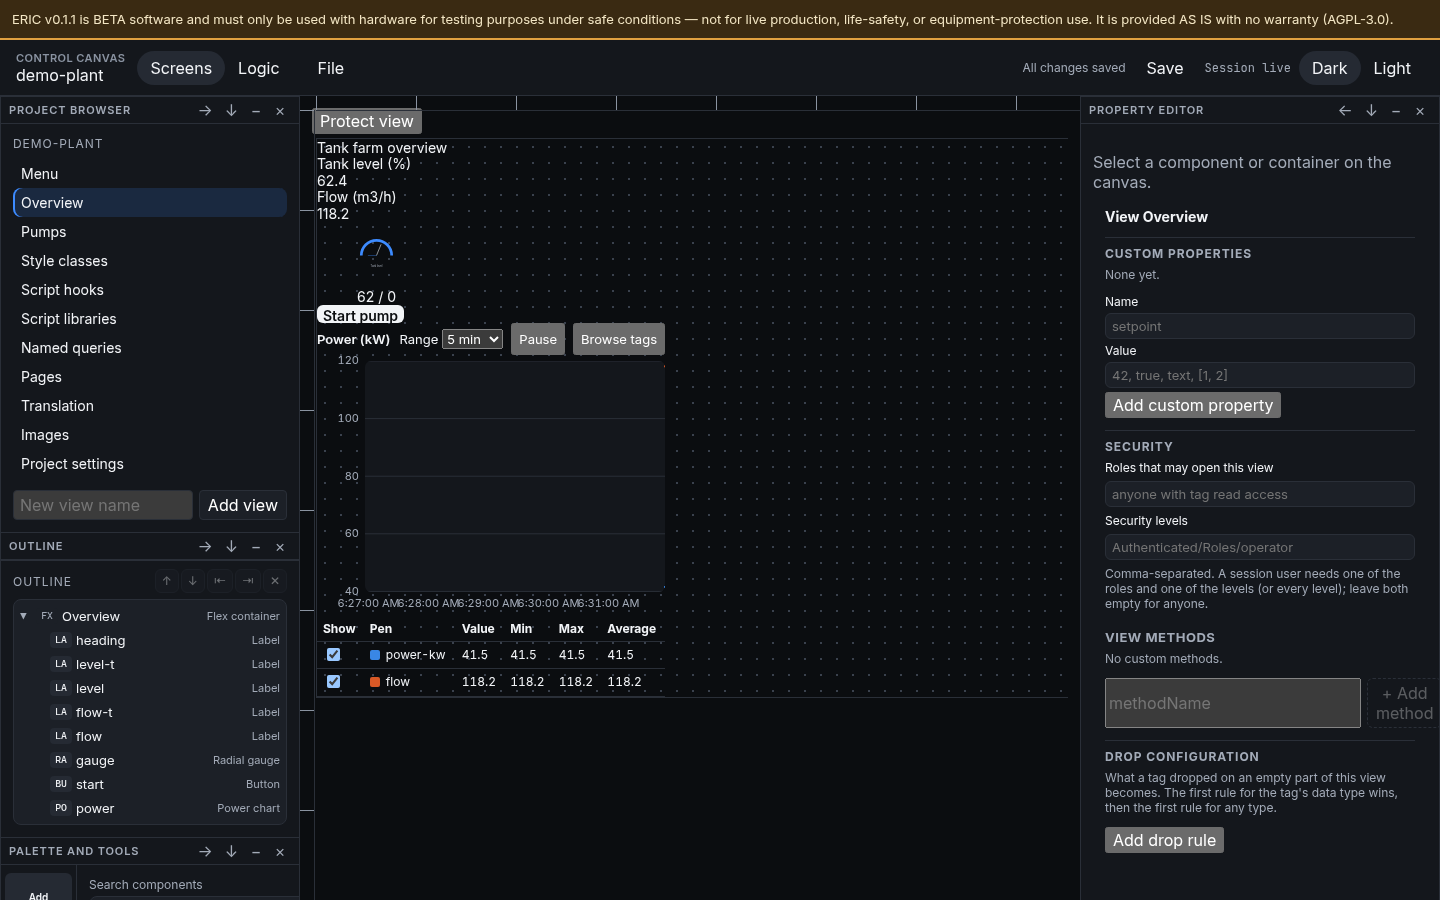 ERIC v0.1.1 is BETA software and must only be used with hardware for testing purposes under safe conditions — not for live production, life-safety, or equipment-protection use. It is provided AS IS with no warranty (AGPL-3.0).
CONTROL CANVAS
demo-plant
Screens
Logic
File
All changes saved
Save
Session live
Dark
Light
PROJECT BROWSER
DEMO-PLANT
Menu
Overview
Pumps
Style classes
Script hooks
Script libraries
Named queries
Pages
Translation
Images
Project settings
New view name
Add view
OUTLINE
OUTLINE
FX Overview Flex container
LA heading Label
LA level-t Label
LA level Label
LA flow-t Label
LA flow Label
RA gauge Radial gauge
BU start Button
PO power Power chart
PALETTE AND TOOLS
Add
Search components
Protect view
Tank farm overview
Tank level (%)
62.4
Flow (m3/h)
118.2
62 / 0
Start pump
Power (kW) Range 5 min Pause Browse tags
120
100
80
60
40
6:27:00 AM 6:28:00 AM 6:29:00 AM 6:30:00 AM 6:31:00 AM
Show Pen Value Min Max Average
power-kw 41.5 41.5 41.5 41.5
flow 118.2 118.2 118.2 118.2
PROPERTY EDITOR
Select a component or container on the
canvas.
View Overview
CUSTOM PROPERTIES
None yet.
Name
setpoint
Value
42, true, text, [1, 2]
Add custom property
SECURITY
Roles that may open this view
anyone with tag read access
Security levels
Authenticated/Roles/operator
Comma-separated. A session user needs one of the
roles and one of the levels (or every level); leave both
empty for anyone.
VIEW METHODS
No custom methods.
methodName
+ Add
method
DROP CONFIGURATION
What a tag dropped on an empty part of this view
becomes. The first rule for the tag's data type wins,
then the first rule for any type.
Add drop rule